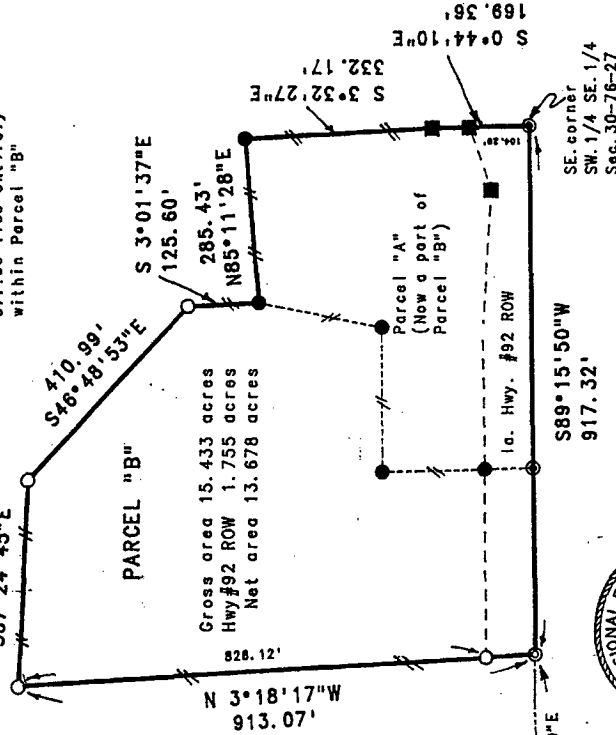 within Parcel "B"
S 3°01'37"E
125.60'
285.43'
N85°11'28"E
410.99'
S46°48'53"E
S 3°32'27"E
332.17'
S 0°44'10"E
169.36'
PARCEL "B"
Gross area 15.433 acres
Hwy#92 ROW 1.755 acres
Net area 13.678 acres
Parcel "A"
(Now a part of
Parcel "B")
828.12'
N 3°18'17"W
913.07'
Ia. Hwy. #92 ROW
S89°15'50"W
917.32'
SE.corner
SW.1/4 SE.1/4
Sec.30-76-27